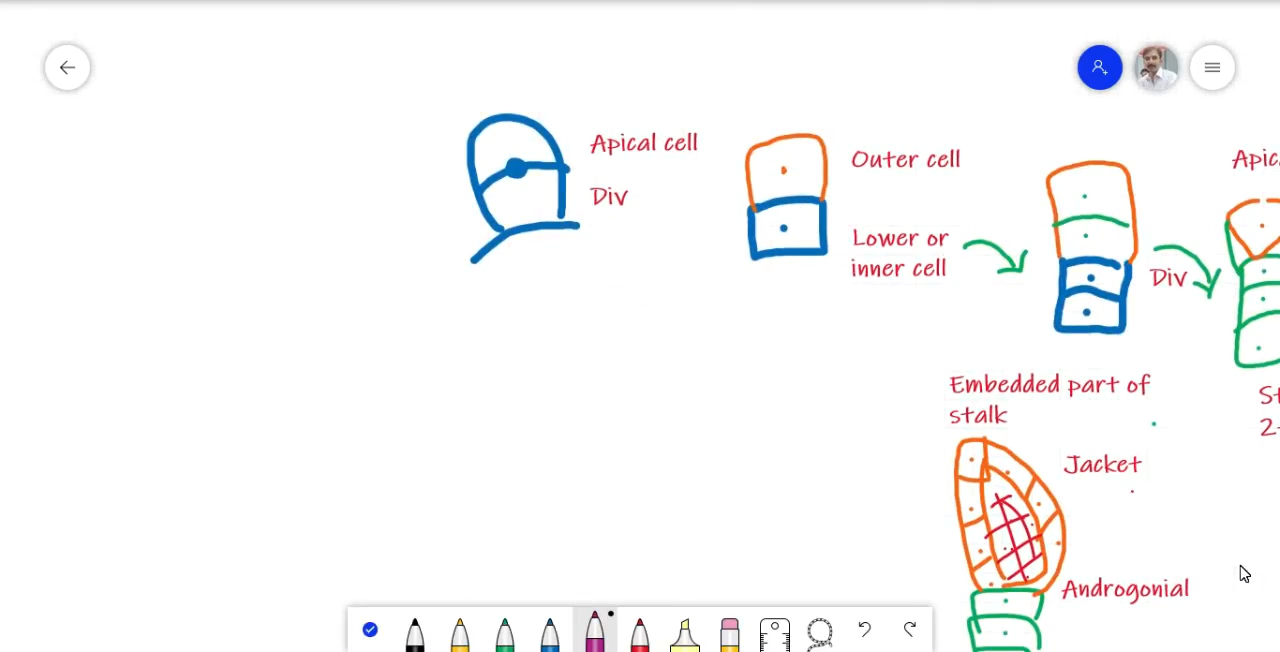 Apical cell
Div
Outer cell
Lower or
inner cell
Div
Embedded part of
stalk
Jacket
Androgonial